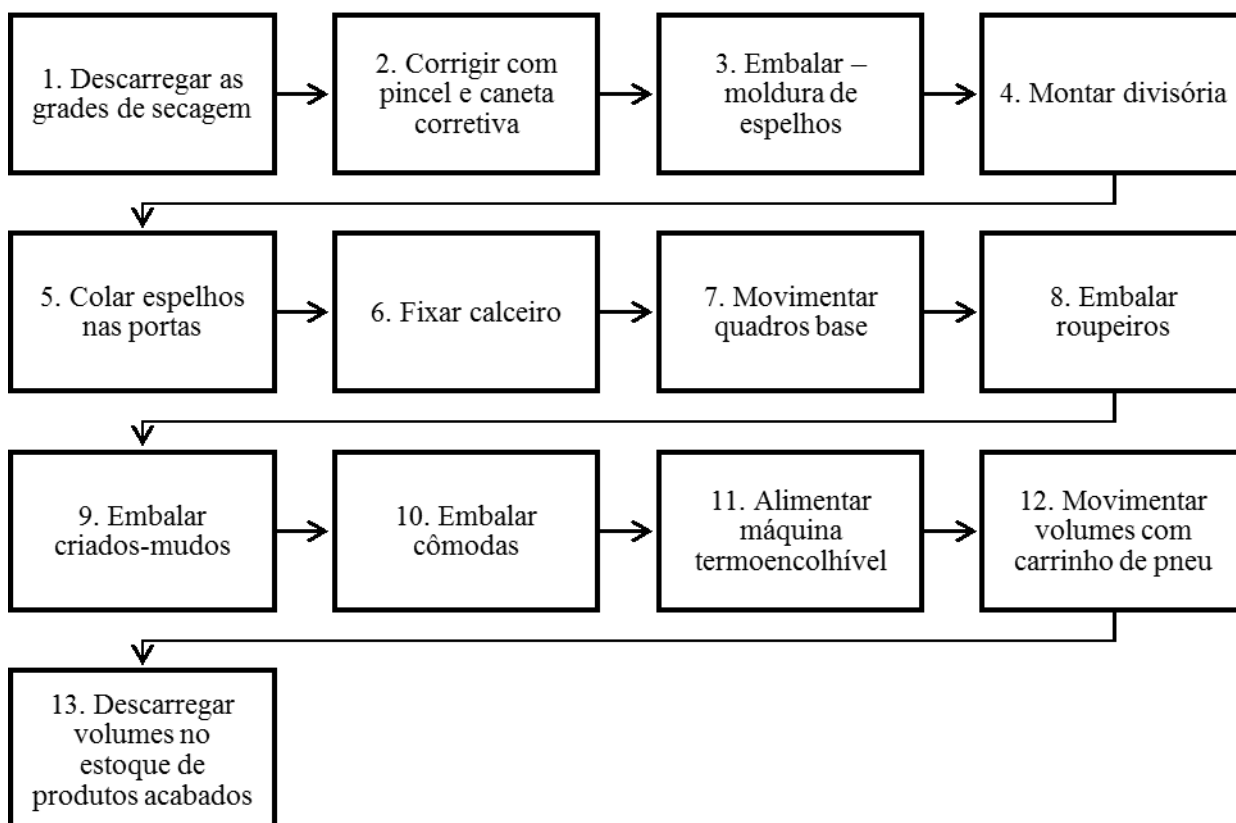 1. Descarregar as
grades de secagem
2. Corrigir com
pincel e caneta
corretiva
3. Embalar –
moldura de
espelhos
4. Montar divisória
5. Colar espelhos
nas portas
6. Fixar calceiro
7. Movimentar
quadros base
8. Embalar
roupeiros
9. Embalar
criados-mudos
10. Embalar
cômodas
11. Alimentar
máquina
termoencolhível
12. Movimentar
volumes com
carrinho de pneu
13. Descarregar
volumes no
estoque de
produtos acabados